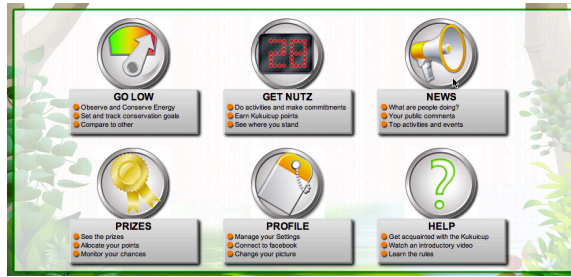 28
GO LOW
Observe and Conserve Energy
Set and track conservation goals
Compare to other
GET NUTZ
Do activities and make committments
Earn Kukuicup points
See where you stand
NEWS
What are people doing?
Your public comments
Top activities and events
?
PRIZES
See the prizes
Allocate your points
Monitor your chances
PROFILE
Manage your Settings
Connect to facebook
Change your picture
HELP
Get acquainted with the Kukuicup
Watch an introductory video
Learn the rules